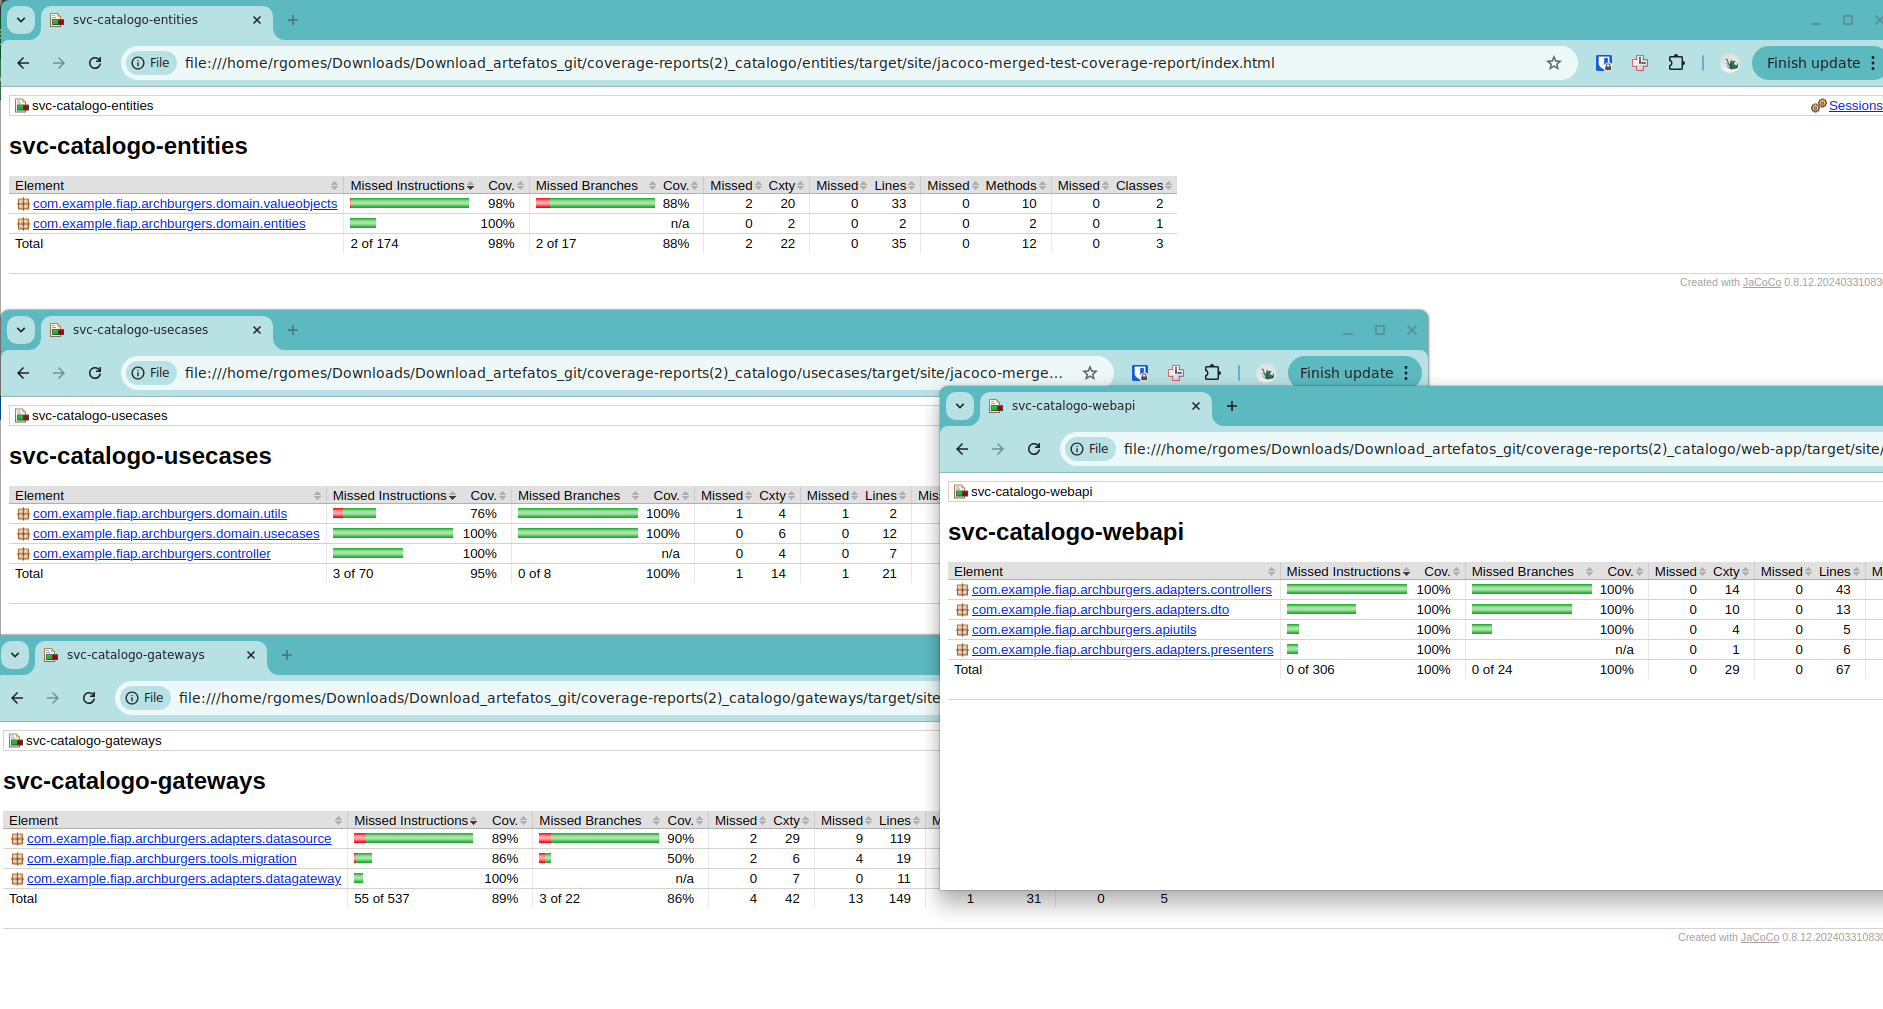 svc-catalogo-entities
File file:///home/rgomes/Downloads/Download_artefatos_git/coverage-reports(2)_catalogo/entities/target/site/jacoco-merged-test-coverage-report/index.html Finish update
svc-catalogo-entities Sessions
svc-catalogo-entities
Element Missed Instructions Cov. Missed Branches Cov. Missed Cxty Missed Lines Missed Methods Missed Classes
com.example.fiap.archburgers.domain.valueobjects 98% 88% 2 20 0 33 0 10 0 2
com.example.fiap.archburgers.domain.entities 100% n/a 0 2 0 2 0 2 0 1
Total 2 of 174 98% 2 of 17 88% 2 22 0 35 0 12 0 3
Created with JaCoCo 0.8.12.20240331083
svc-catalogo-usecases
File file:///home/rgomes/Downloads/Download_artefatos_git/coverage-reports(2)_catalogo/usecases/target/site/jacoco-merge... Finish update
svc-catalogo-usecases
svc-catalogo-usecases
Element Missed Instructions Cov. Missed Branches Cov. Missed Cxty Missed Lines Mis
com.example.fiap.archburgers.domain.utils 76% 100% 1 4 1 2
com.example.fiap.archburgers.domain.usecases 100% 100% 0 6 0 12
com.example.fiap.archburgers.controller 100% n/a 0 4 0 7
Total 3 of 70 95% 0 of 8 100% 1 14 1 21
svc-catalogo-webapi
File file:///home/rgomes/Downloads/Download_artefatos_git/coverage-reports(2)_catalogo/web-app/target/site/
svc-catalogo-webapi
svc-catalogo-webapi
Element Missed Instructions Cov. Missed Branches Cov. Missed Cxty Missed Lines M
com.example.fiap.archburgers.adapters.controllers 100% 100% 0 14 0 43
com.example.fiap.archburgers.adapters.dto 100% 100% 0 10 0 13
com.example.fiap.archburgers.apiutils 100% 100% 0 4 0 5
com.example.fiap.archburgers.adapters.presenters 100% n/a 0 1 0 6
Total 0 of 306 100% 0 of 24 100% 0 29 0 67
svc-catalogo-gateways
File file:///home/rgomes/Downloads/Download_artefatos_git/coverage-reports(2)_catalogo/gateways/target/site
svc-catalogo-gateways
svc-catalogo-gateways
Element Missed Instructions Cov. Missed Branches Cov. Missed Cxty Missed Lines M
com.example.fiap.archburgers.adapters.datasource 89% 90% 2 29 9 119
com.example.fiap.archburgers.tools.migration 86% 50% 2 6 4 19
com.example.fiap.archburgers.adapters.datagateway 100% n/a 0 7 0 11
Total 55 of 537 89% 3 of 22 86% 4 42 13 149 1 31 0 5
Created with JaCoCo 0.8.12.20240331083